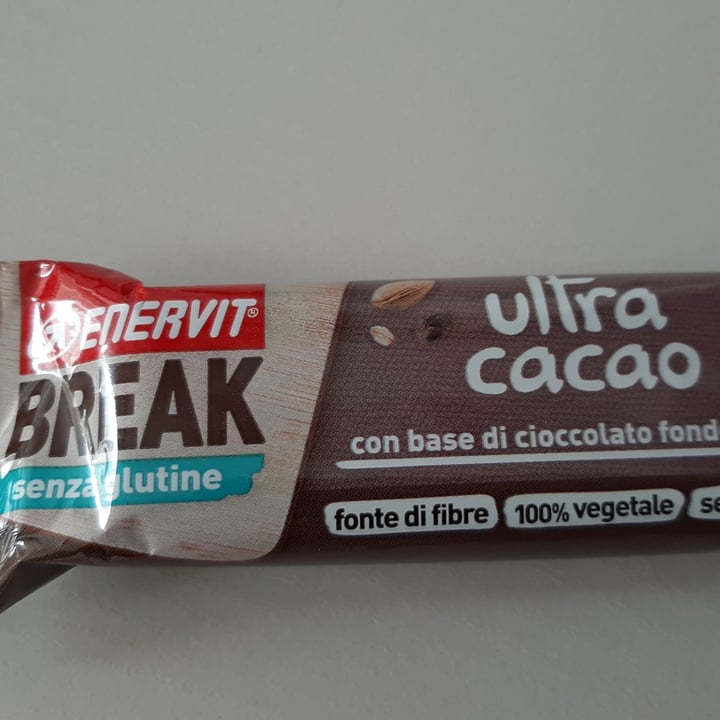 ENERVIT®
BREAK
senza glutine
ultra
cacao
con base di cioccolato fond
fonte di fibre
100% vegetale
se